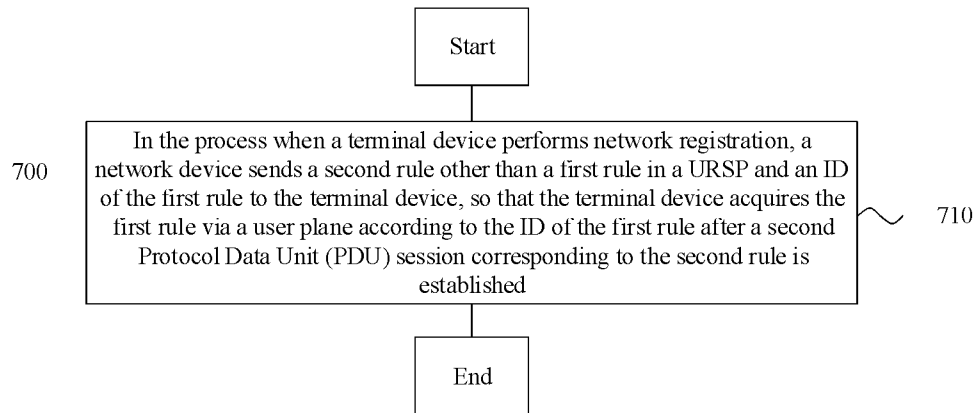 Start
700
In the process when a terminal device performs network registration, a
network device sends a second rule other than a first rule in a URSP and an ID
of the first rule to the terminal device, so that the terminal device acquires the
first rule via a user plane according to the ID of the first rule after a second
Protocol Data Unit (PDU) session corresponding to the second rule is
established
710
End